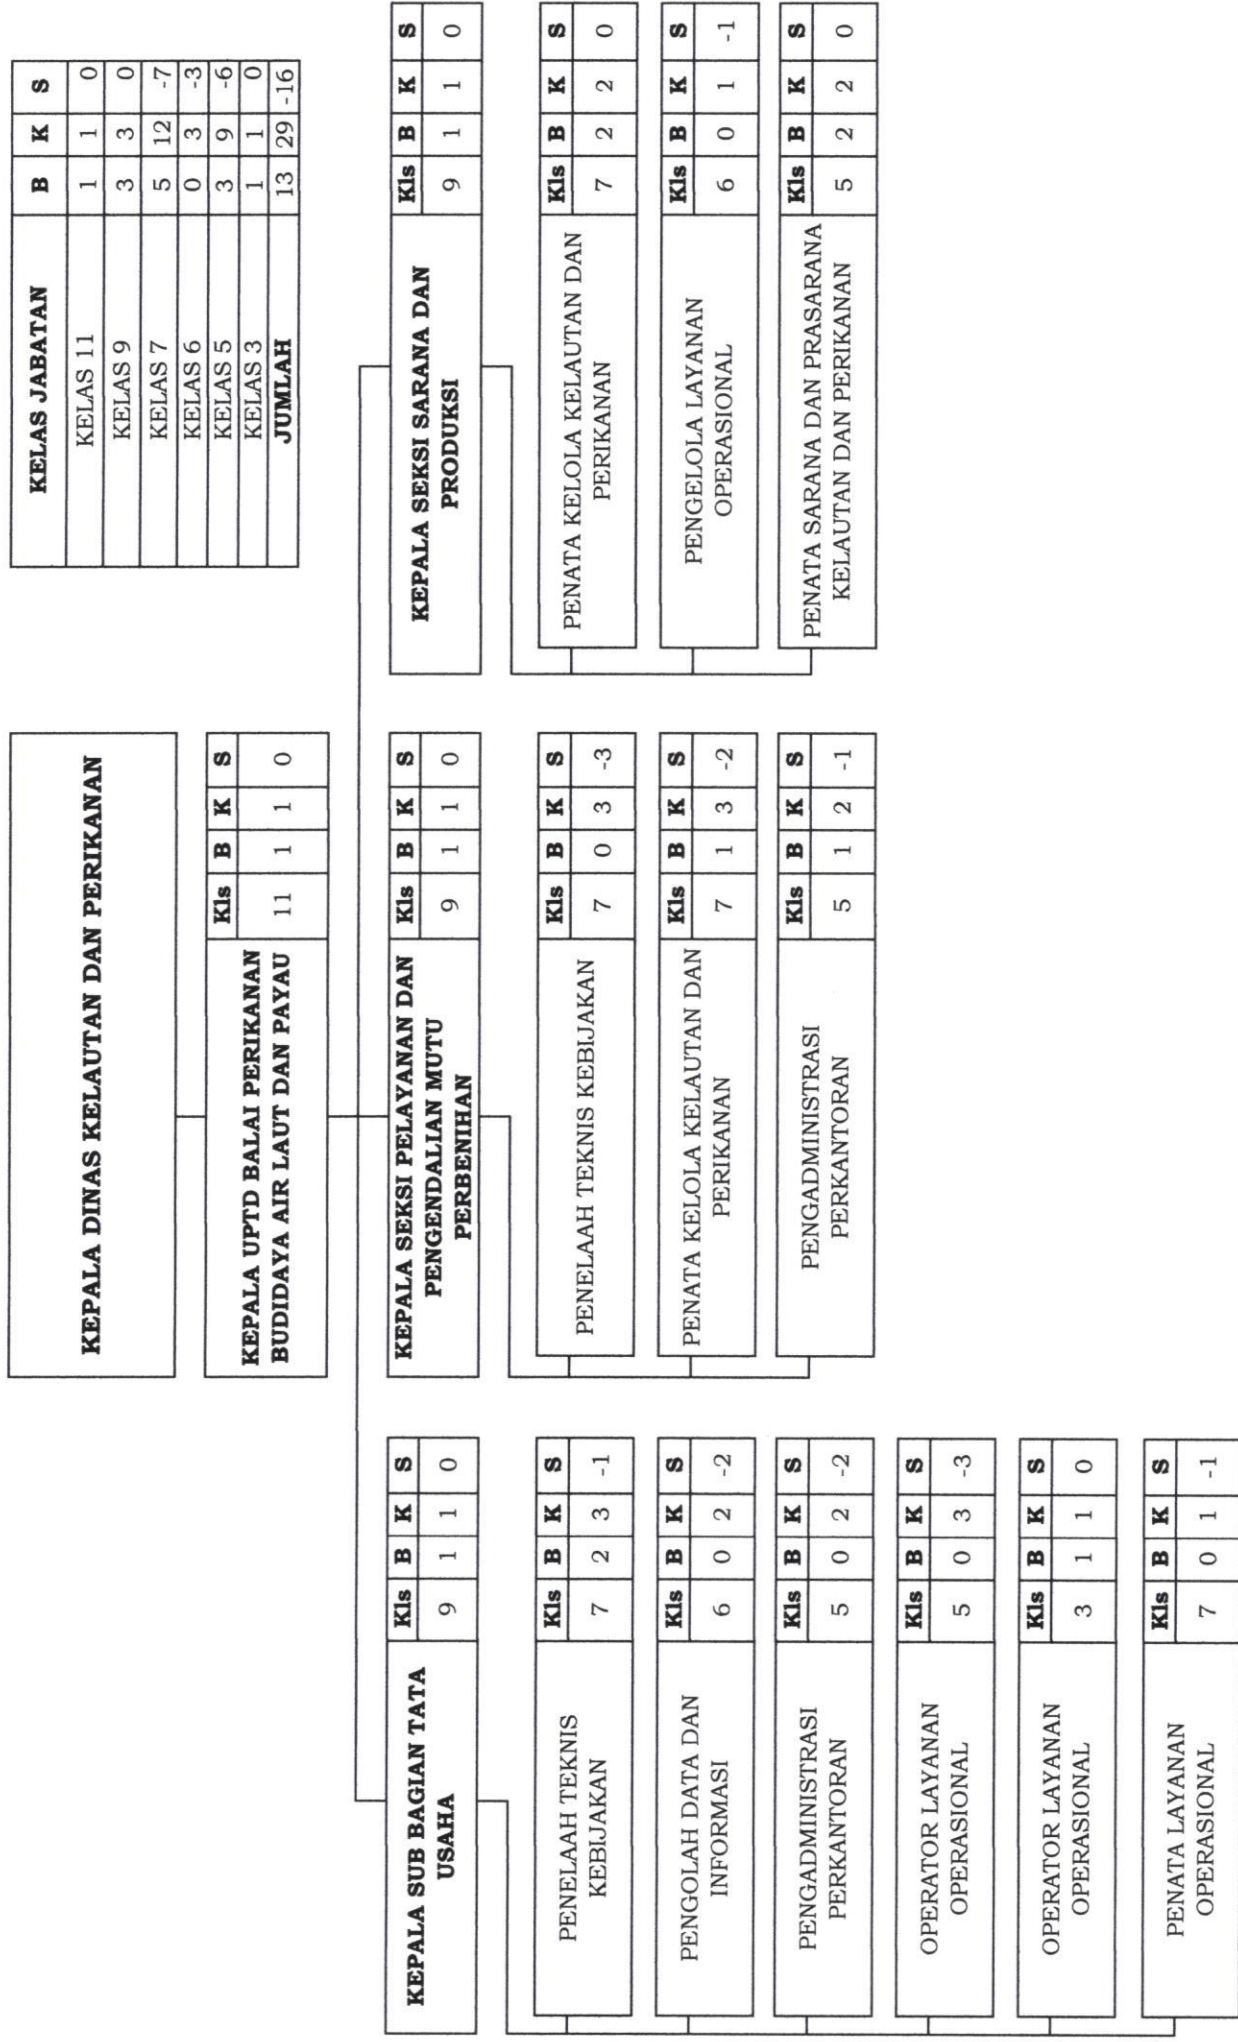 KEPALA DINAS KELAUTAN DAN PERIKANAN
KELAS JABATAN B K S
KELAS 11 1 1 0
KELAS 9 3 3 0
KELAS 7 5 12 -7
KELAS 6 0 3 -3
KELAS 5 3 9 -6
KELAS 3 1 1 0
JUMLAH 13 29 -16
KEPALA UPTD BALAI PERIKANAN
BUDIDAYA AIR LAUT DAN PAYAU
Kls B K S
11 1 1 0
KEPALA SUB BAGIAN TATA
USAHA
Kls B K S
9 1 1 0
PENELAAH TEKNIS
KEBIJAKAN
Kls B K S
7 2 3 -1
PENGOLAH DATA DAN
INFORMASI
Kls B K S
6 0 2 -2
PENGADMINISTRASI
PERKANTORAN
Kls B K S
5 0 2 -2
OPERATOR LAYANAN
OPERASIONAL
Kls B K S
5 0 3 -3
OPERATOR LAYANAN
OPERASIONAL
Kls B K S
3 1 1 0
PENATA LAYANAN
OPERASIONAL
Kls B K S
7 0 1 -1
KEPALA SEKSI PELAYANAN DAN
PENGENDALIAN MUTU
PERBENIHAN
Kls B K S
9 1 1 0
PENELAAH TEKNIS KEBIJAKAN
Kls B K S
7 0 3 -3
PENATA KELOLA KELAUTAN DAN
PERIKANAN
Kls B K S
7 1 3 -2
PENGADMINISTRASI
PERKANTORAN
Kls B K S
5 1 2 -1
KEPALA SEKSI SARANA DAN
PRODUKSI
Kls B K S
9 1 1 0
PENATA KELOLA KELAUTAN DAN
PERIKANAN
Kls B K S
7 2 2 0
PENGELOLA LAYANAN
OPERASIONAL
Kls B K S
6 0 1 -1
PENATA SARANA DAN PRASARANA
KELAUTAN DAN PERIKANAN
Kls B K S
5 2 2 0